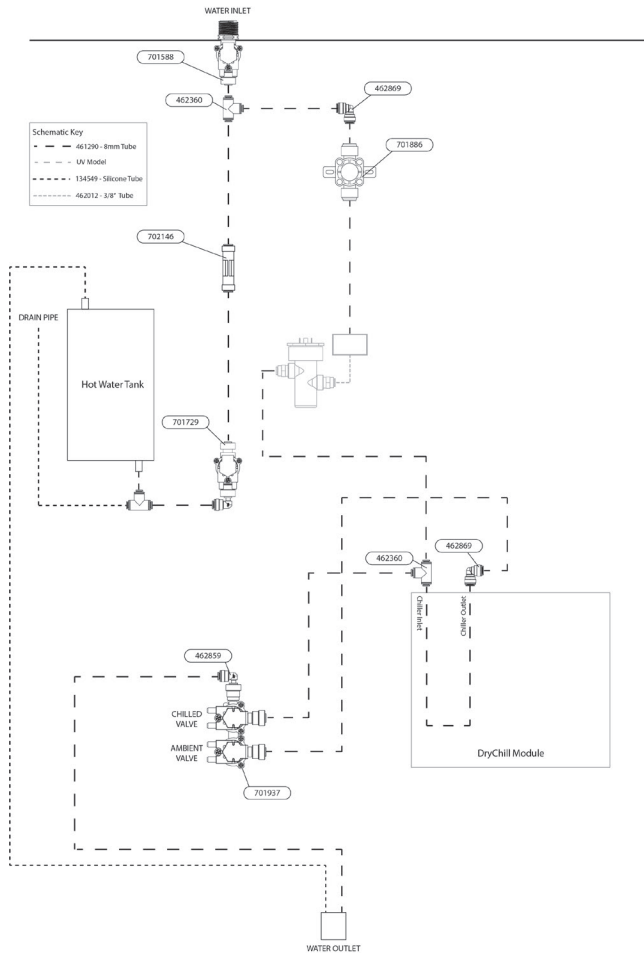 WATER INLET
701588
462360
462869
701886
Schematic Key
461290 - 8mm Tube
UV Model
134549 - Silicone Tube
462012 - 3/8" Tube
702146
DRAIN PIPE
Hot Water Tank
701729
462360
462869
Chiller Inlet
Chiller Outlet
462859
CHILLED
VALVE
AMBIENT
VALVE
DryChill Module
701937
WATER OUTLET